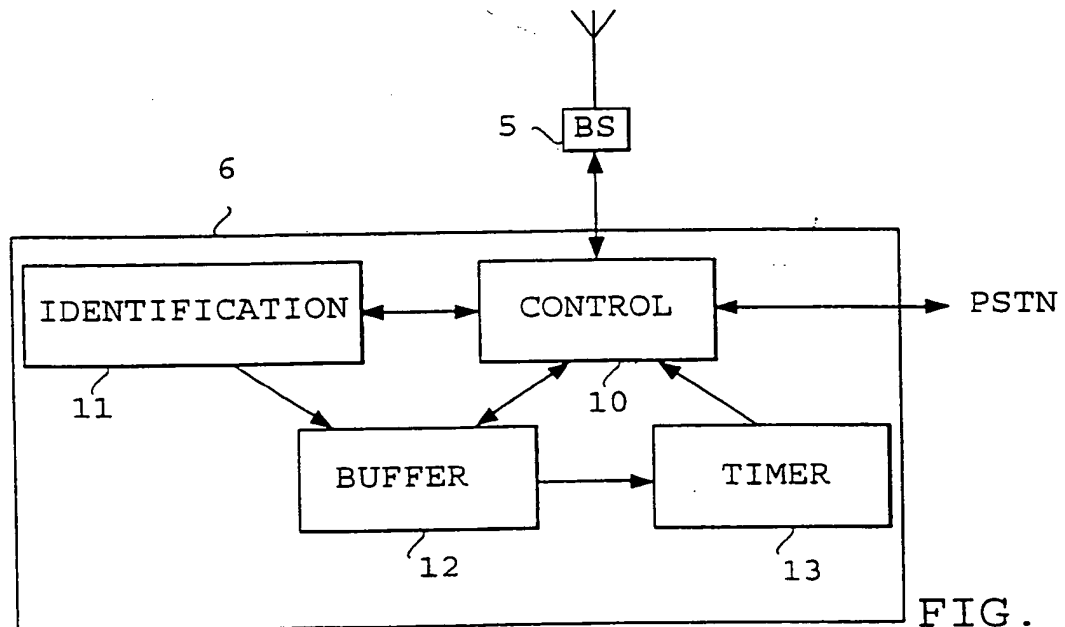 5 BS
6
IDENTIFICATION
CONTROL
PSTN
11
10
BUFFER
TIMER
12
13
FIG.